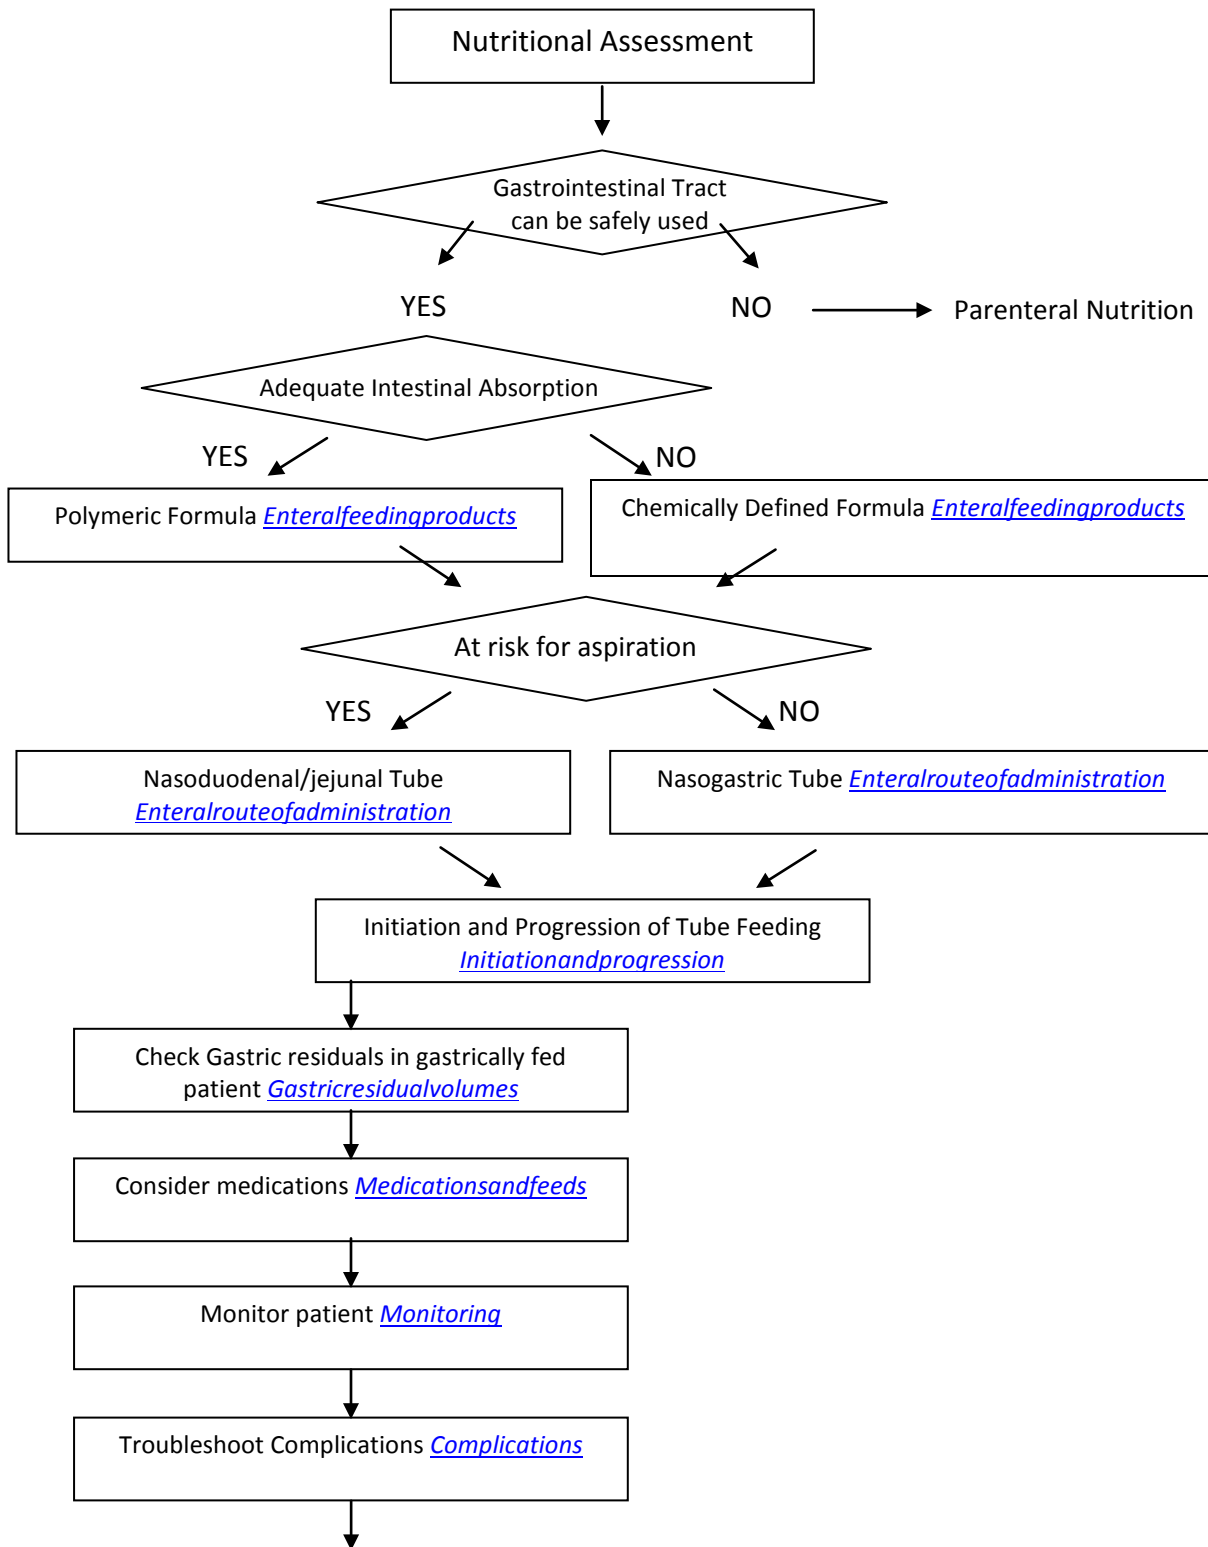 Nutritional Assessment
Gastrointestinal Tract
can be safely used
YES
NO
Parenteral Nutrition
Adequate Intestinal Absorption
YES
NO
Polymeric Formula Enteralfeedingproducts
Chemically Defined Formula Enteralfeedingproducts
At risk for aspiration
YES
NO
Nasoduodenal/jejunal Tube
Enteralrouteofadministration
Nasogastric Tube Enteralrouteofadministration
Initiation and Progression of Tube Feeding
Initiationandprogression
Check Gastric residuals in gastrically fed
patient Gastricresidualvolumes
Consider medications Medicationsandfeeds
Monitor patient Monitoring
Troubleshoot Complications Complications